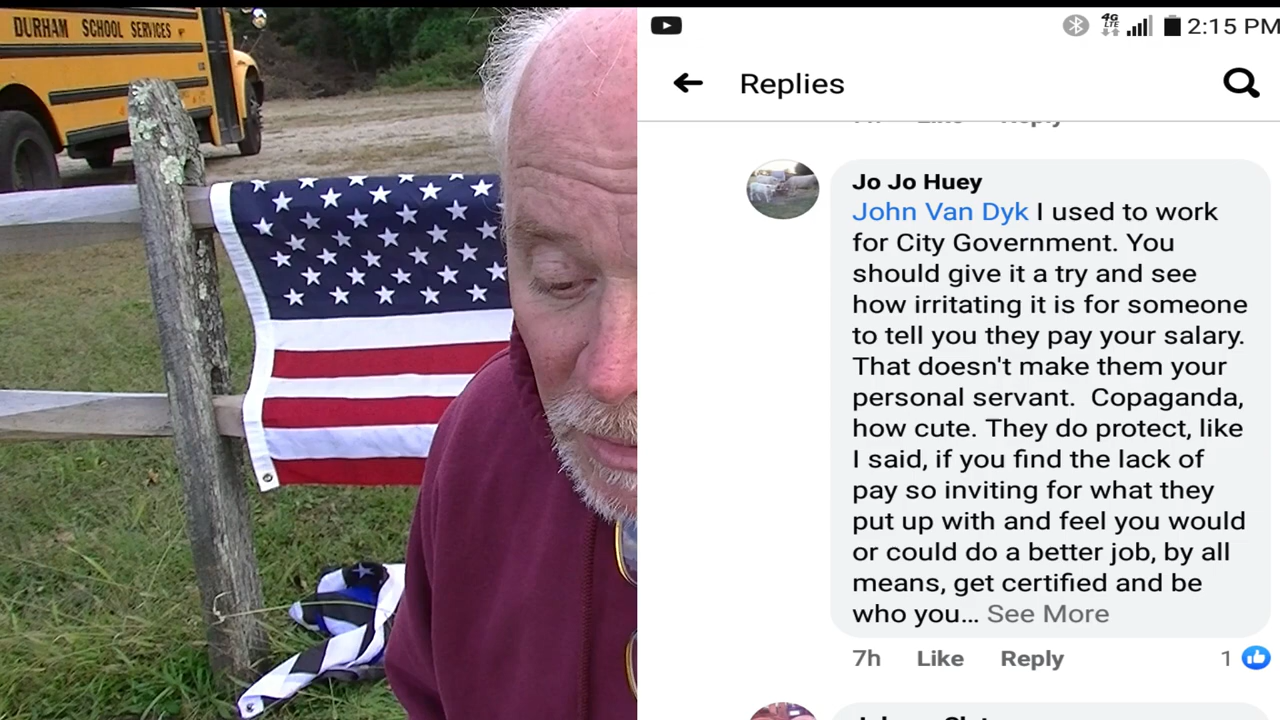 DURHAM SCHOOL SERVICES
2:15 PM
Replies
Jo Jo Huey
John Van Dyk I used to work
for City Government. You
should give it a try and see
how irritating it is for someone
to tell you they pay your salary.
That doesn't make them your
personal servant.  Copaganda,
how cute. They do protect, like
I said, if you find the lack of
pay so inviting for what they
put up with and feel you would
or could do a better job, by all
means, get certified and be
who you... See More
7h Like Reply 1